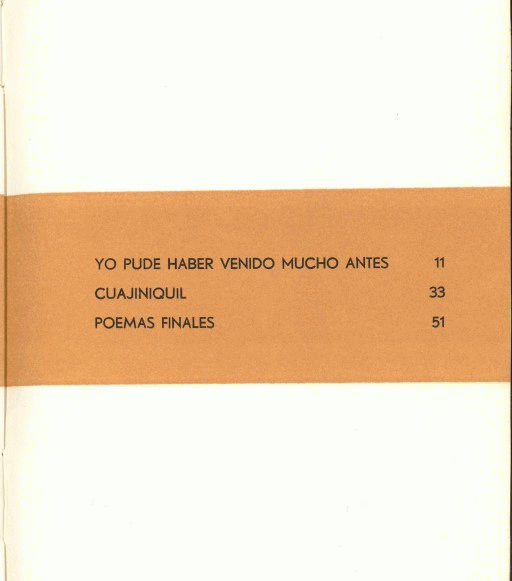 YO PUDE HABER VENIDO MUCHO ANTES 11
CUAJINIQUIL 33
POEMAS FINALES 51